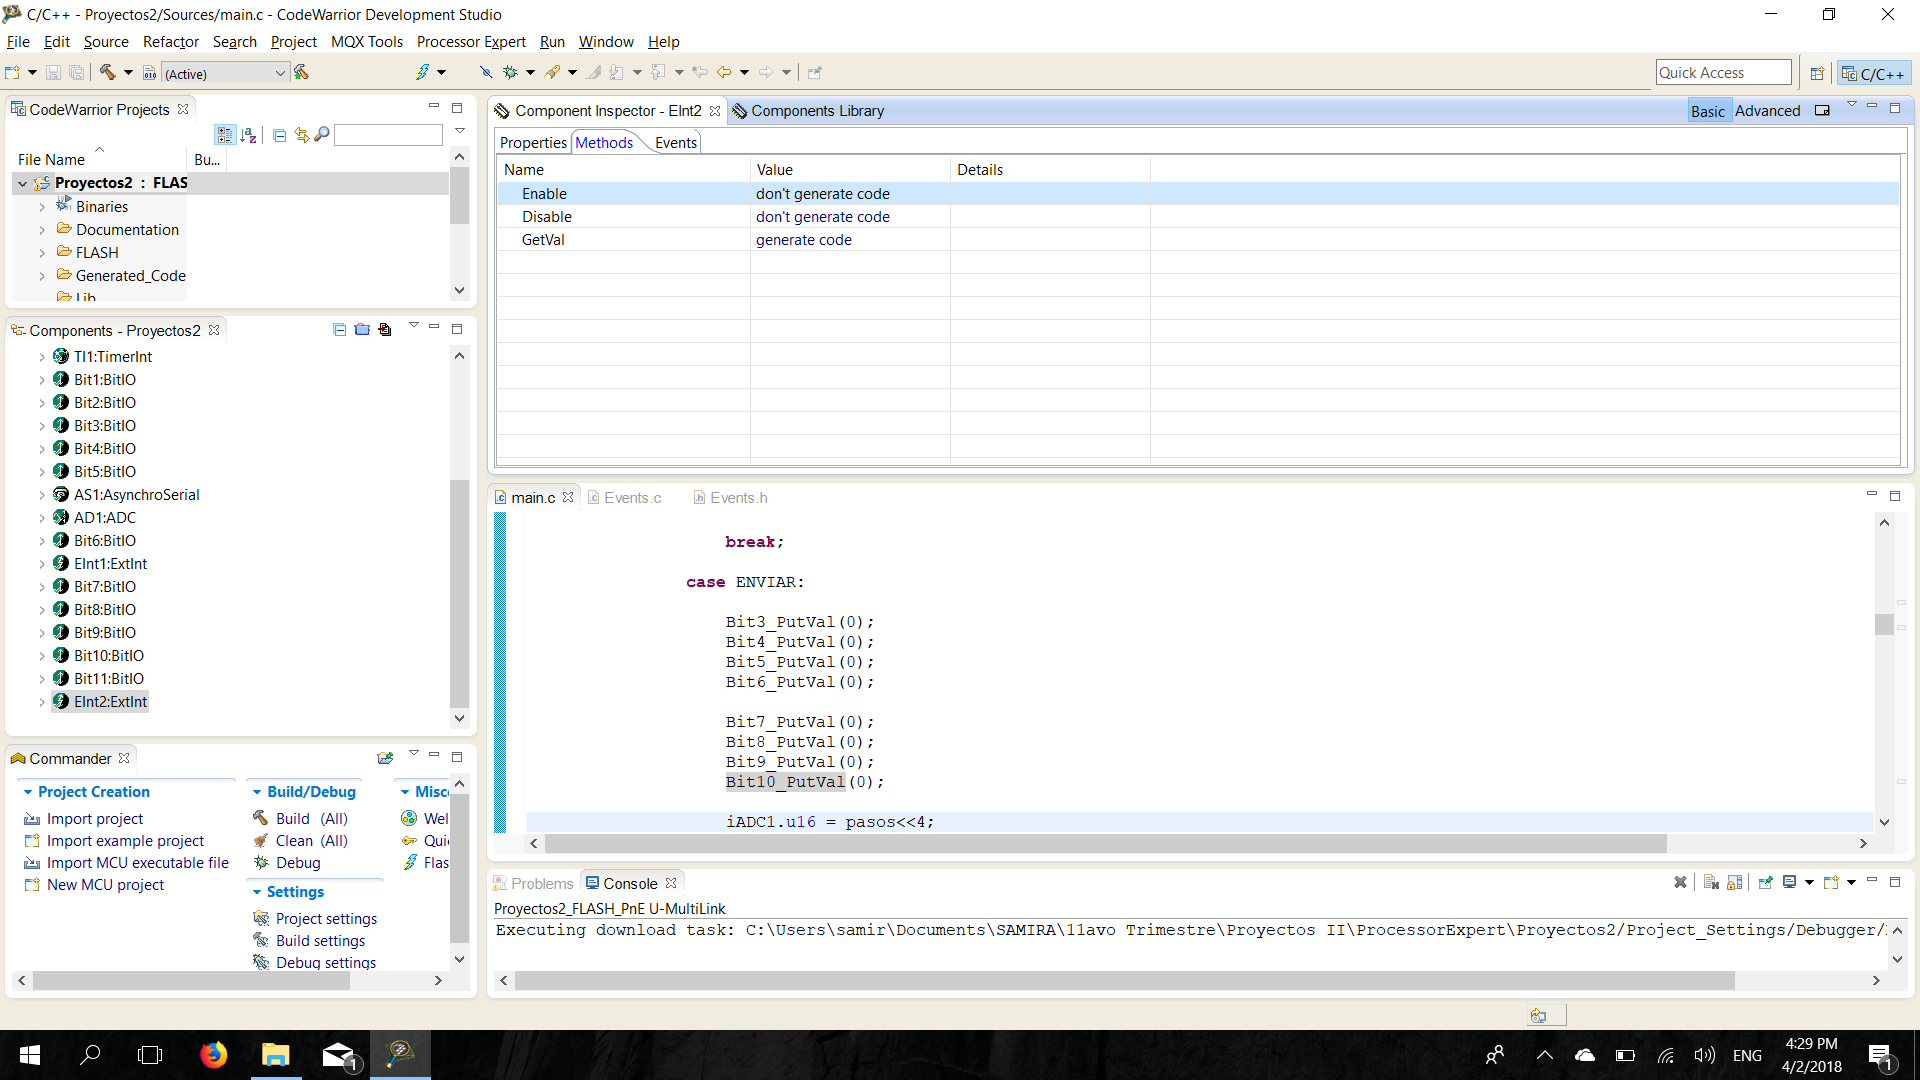 C/C++ - Proyectos2/Sources/main.c - CodeWarrior Development Studio
File Edit Source Refactor Search Project MQX Tools Processor Expert Run Window Help
(Active)
Quick Access
C/C++
CodeWarrior Projects
File Name
Bu...
Proyectos2 : FLAS
Binaries
Documentation
FLASH
Generated_Code
Lib
Components - Proyectos2
TI1:TimerInt
Bit1:BitIO
Bit2:BitIO
Bit3:BitIO
Bit4:BitIO
Bit5:BitIO
AS1:AsynchroSerial
AD1:ADC
Bit6:BitIO
EInt1:ExtInt
Bit7:BitIO
Bit8:BitIO
Bit9:BitIO
Bit10:BitIO
Bit11:BitIO
EInt2:ExtInt
Commander
Project Creation
Import project
Import example project
Import MCU executable file
New MCU project
Build/Debug
Build (All)
Clean (All)
Debug
Settings
Project settings
Build settings
Debug settings
Misc
Wel
Quic
Flas
Component Inspector - EInt2
Components Library
Basic Advanced
Properties Methods Events
Name Value Details
Enable don't generate code
Disable don't generate code
GetVal generate code
main.c
Events.c
Events.h
break;
case ENVIAR:
Bit3_PutVal(0);
Bit4_PutVal(0);
Bit5_PutVal(0);
Bit6_PutVal(0);
Bit7_PutVal(0);
Bit8_PutVal(0);
Bit9_PutVal(0);
Bit10_PutVal(0);
iADC1.u16 = pasos<<4;
Problems
Console
Proyectos2_FLASH_PnE U-MultiLink
Executing download task: C:\Users\samir\Documents\SAMIRA\11avo Trimestre\Proyectos II\ProcessorExpert\Proyectos2/Project_Settings/Debugger/
1
ENG
4:29 PM
4/2/2018
1